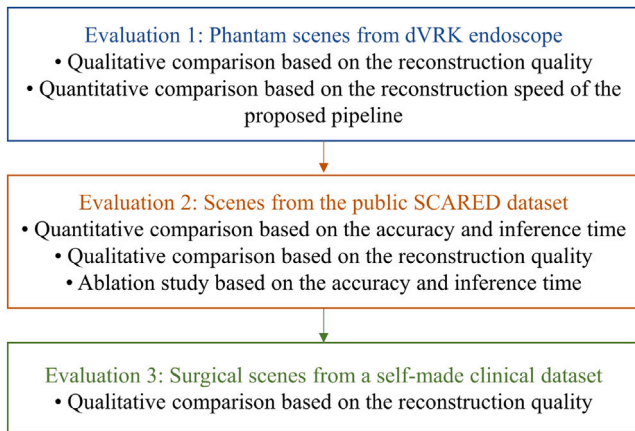 Evaluation 1: Phantam scenes from dVRK endoscope
• Qualitative comparison based on the reconstruction quality
• Quantitative comparison based on the reconstruction speed of the
proposed pipeline
Evaluation 2: Scenes from the public SCARED dataset
• Quantitative comparison based on the accuracy and inference time
• Qualitative comparison based on the reconstruction quality
• Ablation study based on the accuracy and inference time
Evaluation 3: Surgical scenes from a self-made clinical dataset
• Qualitative comparison based on the reconstruction quality